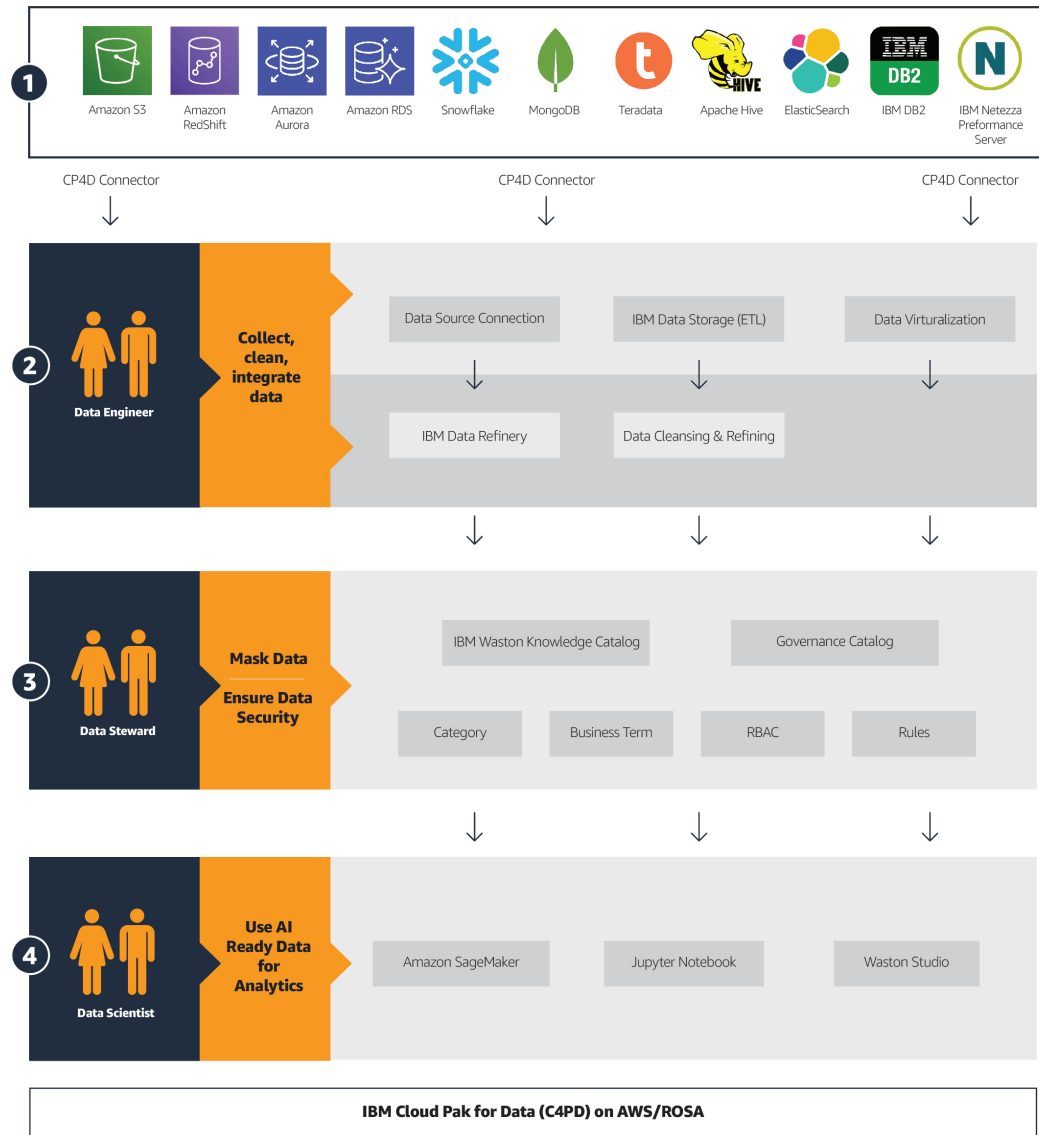 1
t
HIVE
IBM
DB2
N
Amazon S3
Amazon
RedShift
Amazon
Aurora
Amazon RDS
Snowflake
MongoDB
Teradata
Apache Hive
ElasticSearch
IBM DB2
IBM Netezza
Preformance
Server
CP4D Connector
CP4D Connector
CP4D Connector
2
Data Engineer
Collect,
clean,
integrate
data
Data Source Connection
IBM Data Storage (ETL)
Data Virturalization
IBM Data Refinery
Data Cleansing & Refining
3
Data Steward
Mask Data
Ensure Data
Security
IBM Waston Knowledge Catalog
Governance Catalog
Category
Business Term
RBAC
Rules
4
Data Scientist
Use AI
Ready Data
for
Analytics
Amazon SageMaker
Jupyter Notebook
Waston Studio
IBM Cloud Pak for Data (C4PD) on AWS/ROSA